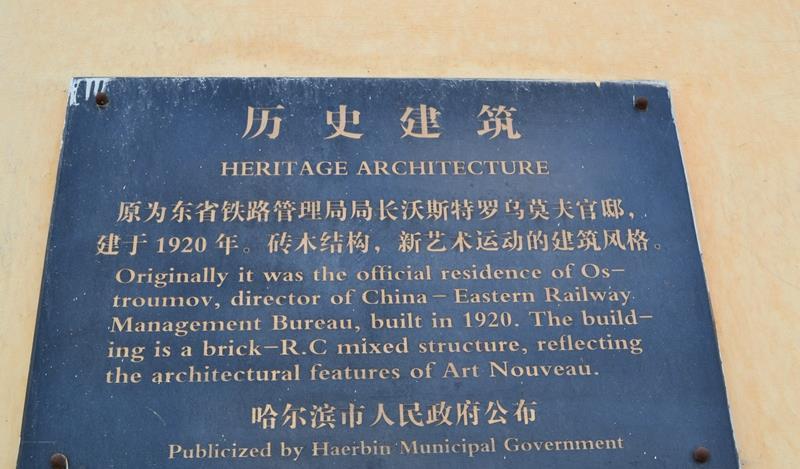 历史建筑
HERITAGE ARCHITECTURE
原为东省铁路管理局局长沃斯特罗乌莫夫官邸，
建于1920年。砖木结构，新艺术运动的建筑风格。
Originally it was the official residence of Os-
troumov, director of China-Eastern Railway
Management Bureau, built in 1920. The build-
ing is a brick-R.C mixed structure, reflecting
the architectural features of Art Nouveau.
哈尔滨市人民政府公布
Publicized by Haerbin Municipal Government